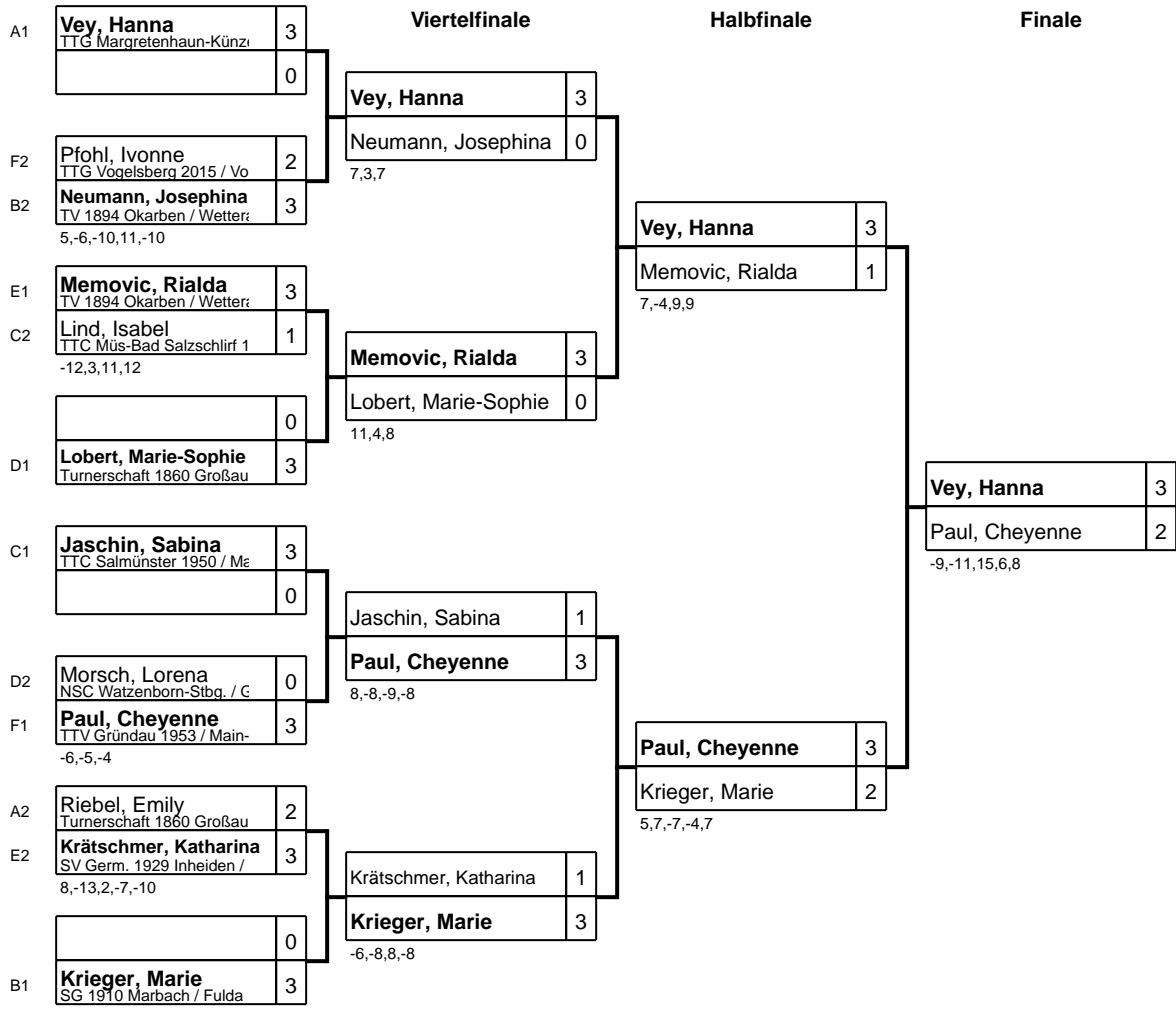 Viertelfinale
Halbfinale
Finale
A1
Vey, Hanna
3
TTG Margretenhaun-Künz
0
F2
Pfohl, Ivonne
2
TTG Vogelsberg 2015 / Vo
B2
Neumann, Josephina
3
TV 1894 Okarben / Wetter
5,-6,-10,11,-10
E1
Memovic, Rialda
3
TV 1894 Okarben / Wetter
C2
Lind, Isabel
1
TTC Müs-Bad Salzschlirf 1
-12,3,11,12
0
D1
Lobert, Marie-Sophie
3
Turnerschaft 1860 Großau
C1
Jaschin, Sabina
3
TTC Salmünster 1950 / Ma
0
D2
Morsch, Lorena
0
NSC Watzenborn-Stbg. / G
F1
Paul, Cheyenne
3
TTV Gründau 1953 / Main-
-6,-5,-4
A2
Riebel, Emily
2
Turnerschaft 1860 Großau
E2
Krätschmer, Katharina
3
SV Germ. 1929 Inheiden /
8,-13,2,-7,-10
0
B1
Krieger, Marie
3
SG 1910 Marbach / Fulda
Vey, Hanna
3
Neumann, Josephina
0
7,3,7
Memovic, Rialda
3
Lobert, Marie-Sophie
0
11,4,8
Jaschin, Sabina
1
Paul, Cheyenne
3
8,-8,-9,-8
Krätschmer, Katharina
1
Krieger, Marie
3
-6,-8,8,-8
Vey, Hanna
3
Memovic, Rialda
1
7,-4,9,9
Paul, Cheyenne
3
Krieger, Marie
2
5,7,-7,-4,7
Vey, Hanna
3
Paul, Cheyenne
2
-9,-11,15,6,8